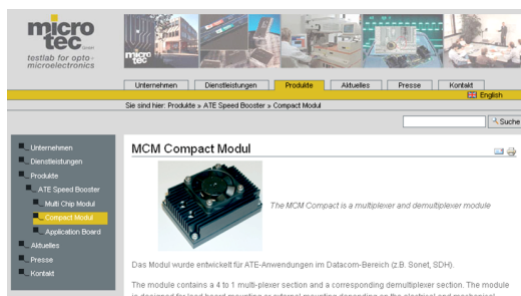 micro
tec GmbH
testlab for opto-
microelectronics
micro
tec
Unternehmen Dienstleistungen Produkte Aktuelles Presse Kontakt
English
Sie sind hier: Produkte » ATE Speed Booster » Compact Modul
Suche
Unternehmen
Dienstleistungen
Produkte
ATE Speed Booster
Multi Chip Modul
Compact Modul
Application Board
Aktuelles
Presse
Kontakt
MCM Compact Modul
The MCM Compact is a multiplexer and demultiplexer module
Das Modul wurde entwickelt für ATE-Anwendungen im Datacom-Bereich (z.B. Sonet, SDH).
The module contains a 4 to 1 multi-plexer section and a corresponding demultiplexer section. The module
is designed for load board mounting or external mounting depending on the electrical and mechanical